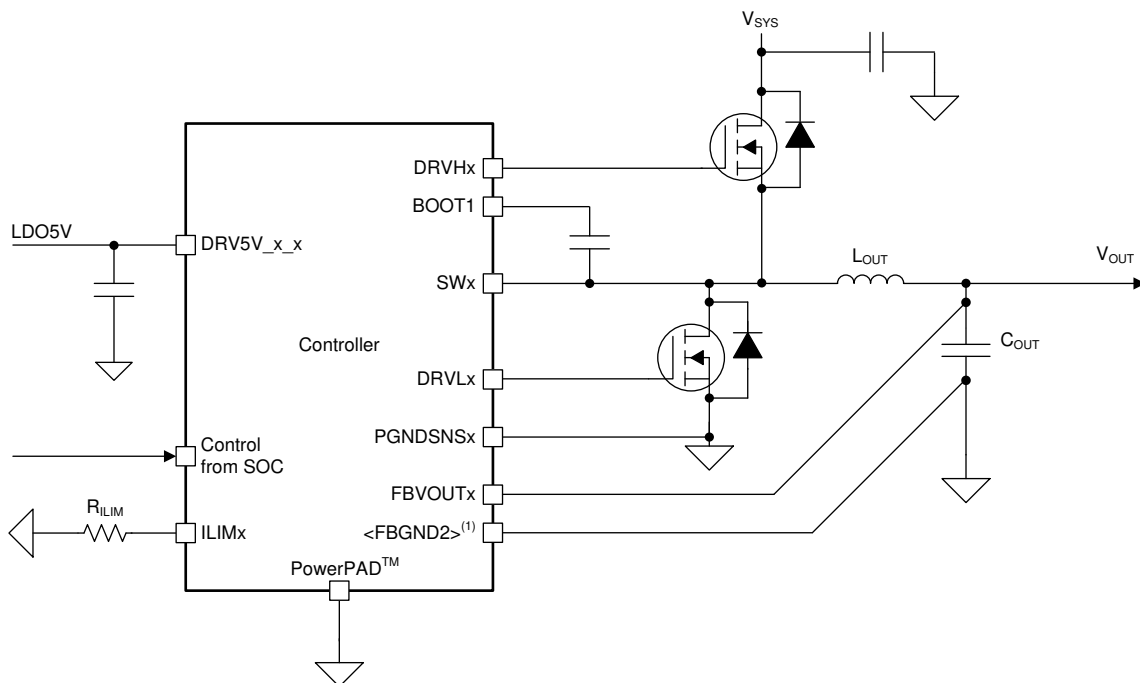 VSYS
DRVHx
BOOT1
LDO5V
DRV5V_x_x
SWx
LOUT
VOUT
Controller
COUT
DRVLx
PGNDSNSx
Control
from SOC
FBVOUTx
RILIM
ILIMx
<FBGND2>(1)
PowerPAD™